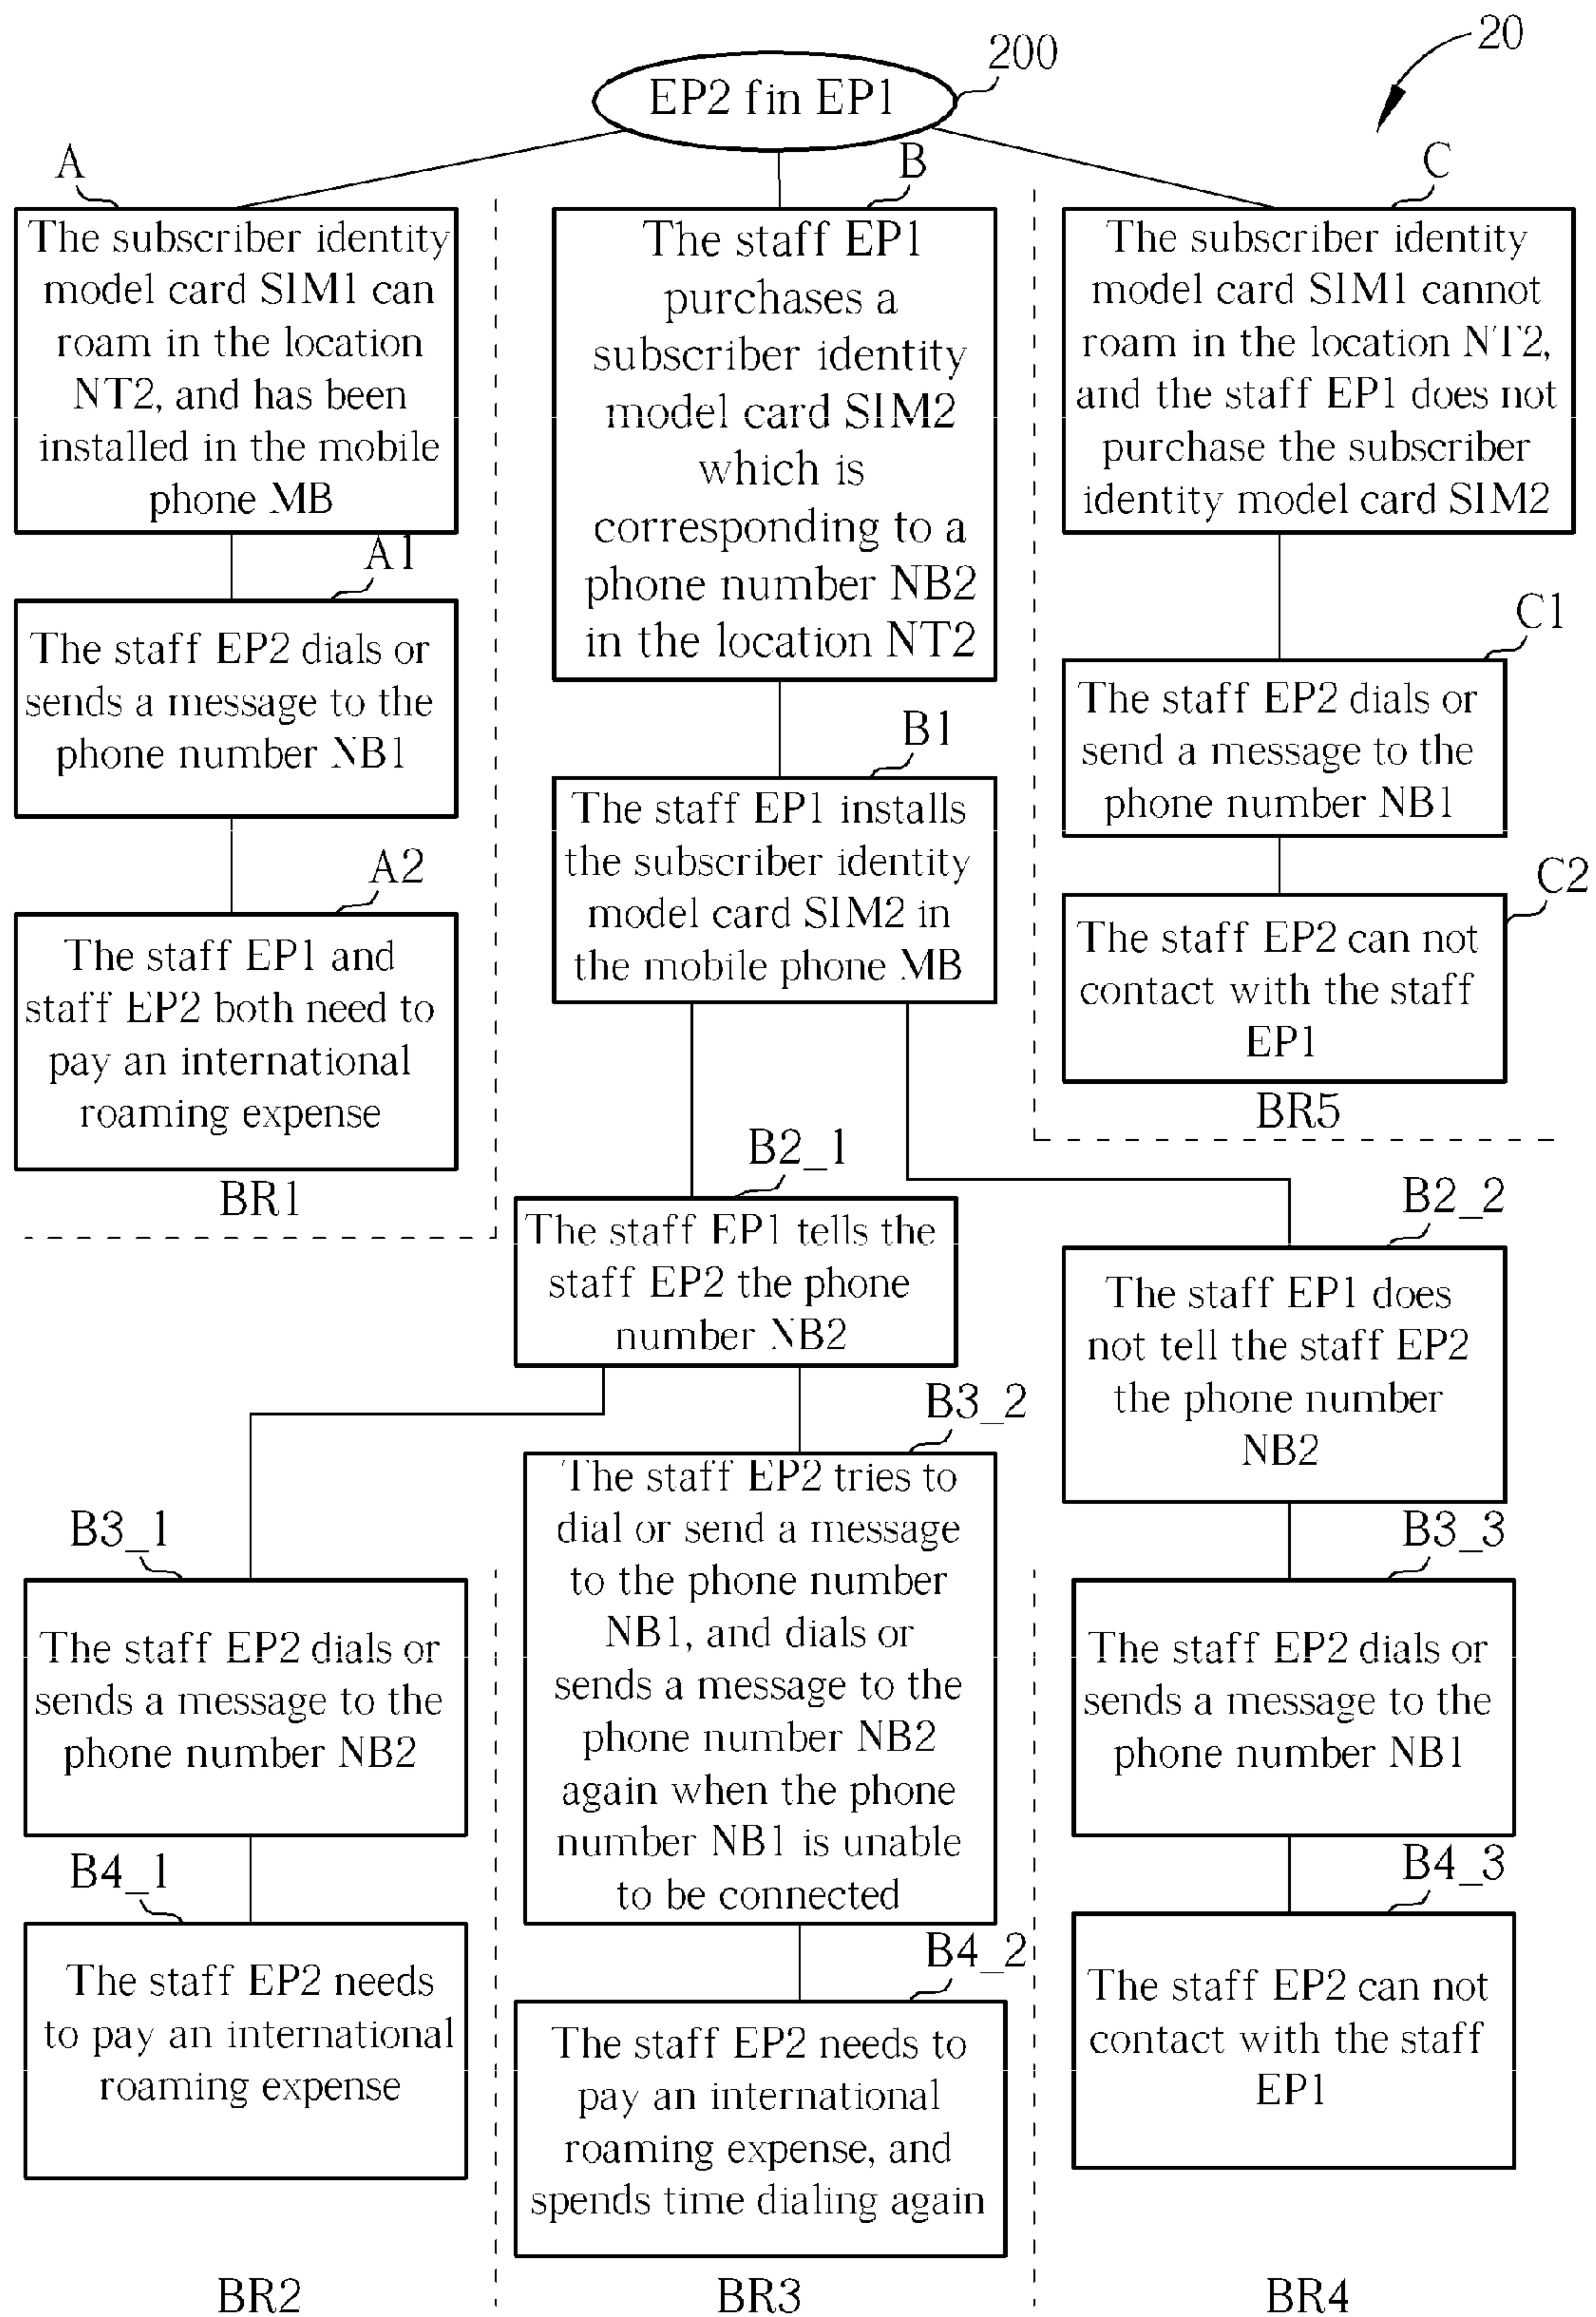 20
200
EP2 fin EP1
A
The subscriber identity
model card SIM1 can
roam in the location
NT2, and has been
installed in the mobile
phone MB
A1
The staff EP2 dials or
sends a message to the
phone number NB1
A2
The staff EP1 and
staff EP2 both need to
pay an international
roaming expense
BR1
B
The staff EP1
purchases a
subscriber identity
model card SIM2
which is
corresponding to a
phone number NB2
in the location NT2
B1
The staff EP1 installs
the subscriber identity
model card SIM2 in
the mobile phone MB
C
The subscriber identity
model card SIM1 cannot
roam in the location NT2,
and the staff EP1 does not
purchase the subscriber
identity model card SIM2
C1
The staff EP2 dials or
send a message to the
phone number NB1
C2
The staff EP2 can not
contact with the staff
EP1
BR5
B2_1
The staff EP1 tells the
staff EP2 the phone
number NB2
B2_2
The staff EP1 does
not tell the staff EP2
the phone number
NB2
B3_1
The staff EP2 dials or
sends a message to the
phone number NB2
B4_1
The staff EP2 needs
to pay an international
roaming expense
BR2
B3_2
The staff EP2 tries to
dial or send a message
to the phone number
NB1, and dials or
sends a message to the
phone number NB2
again when the phone
number NB1 is unable
to be connected
B4_2
The staff EP2 needs to
pay an international
roaming expense, and
spends time dialing again
BR3
B3_3
The staff EP2 dials or
sends a message to the
phone number NB1
B4_3
The staff EP2 can not
contact with the staff
EP1
BR4